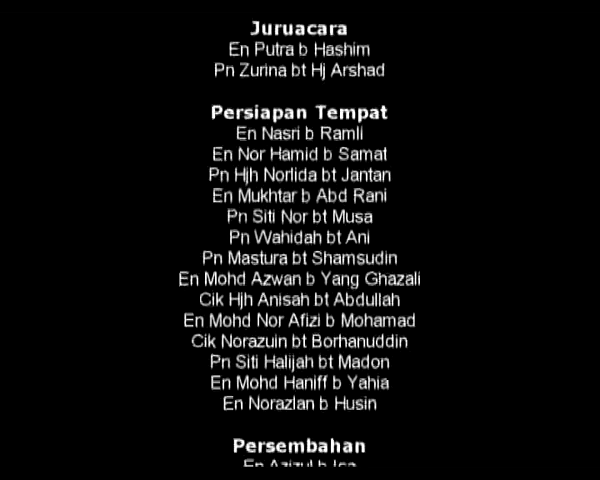 Juruacara
En Putra b Hashim
Pn Zurina bt Hj Arshad
Persiapan Tempat
En Nasri b Ramli
En Nor Hamid b Samat
Pn Hjh Norlida bt Jantan
En Mukhtar b Abd Rani
Pn Siti Nor bt Musa
Pn Wahidah bt Ani
Pn Mastura bt Shamsudin
En Mohd Azwan b Yang Ghazali
Cik Hjh Anisah bt Abdullah
En Mohd Nor Afizi b Mohamad
Cik Norazuin bt Borhanuddin
Pn Siti Halijah bt Madon
En Mohd Haniff b Yahia
En Norazlan b Husin
Persembahan
En Azizul b Isa